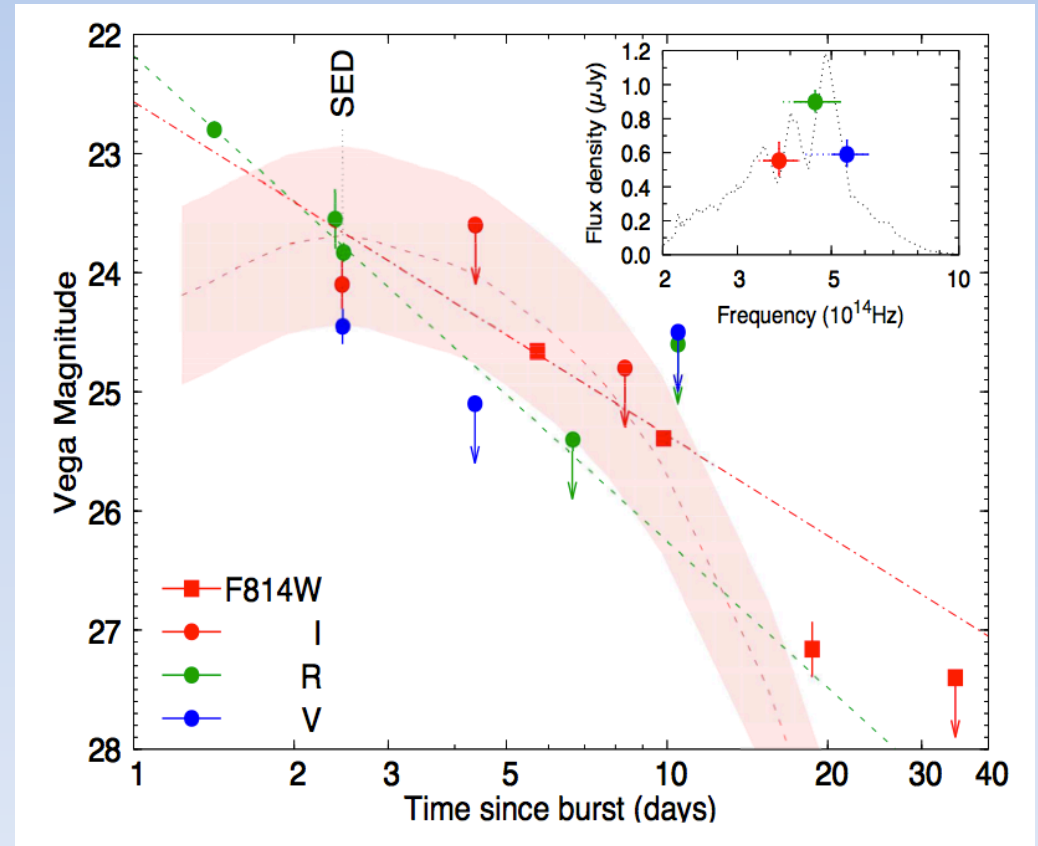 22
23
24
25
26
27
28
Vega Magnitude
SED
F814W
I
R
V
1 2 3 5 10 20 30 40
Time since burst (days)
1.2
1.0
0.8
0.6
0.4
0.2
0.0
Flux density (μJy)
2 3 5 10
Frequency (10¹⁴Hz)